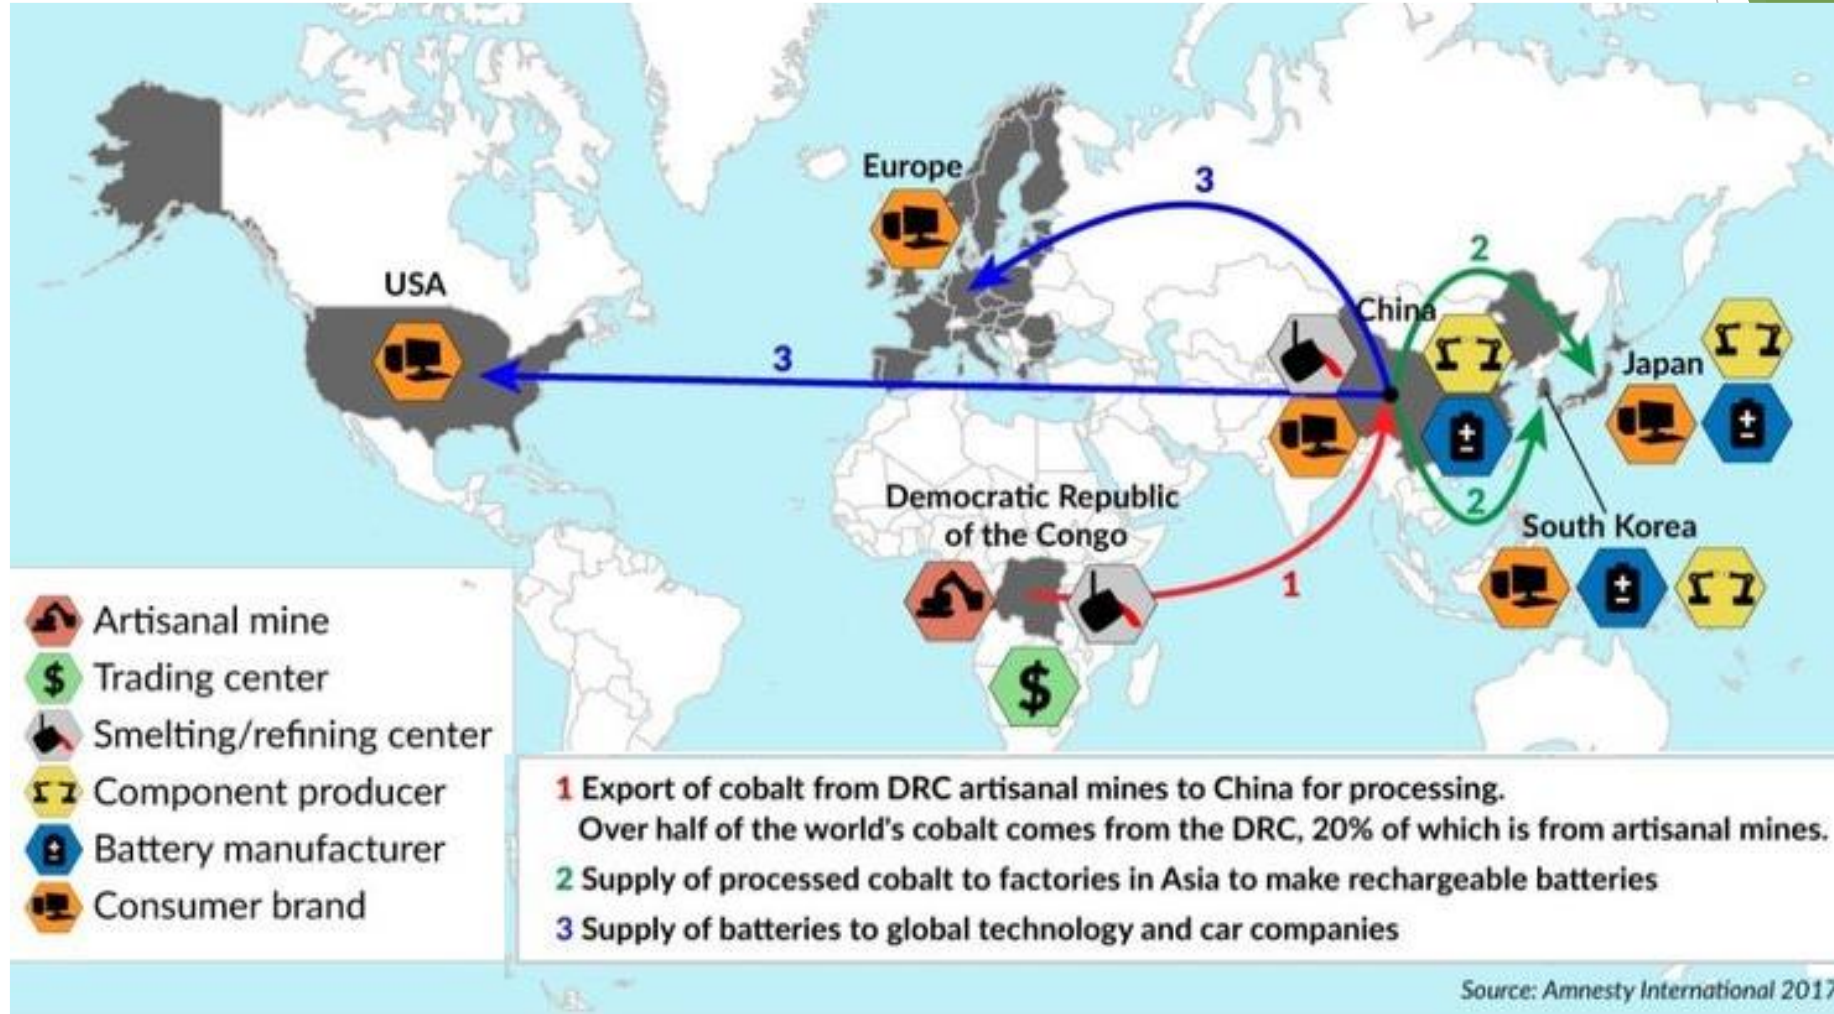 Europe
3
2
USA
China
3
Japan
Democratic Republic
of the Congo
2
South Korea
1
$
Artisanal mine
$ Trading center
Smelting/refining center
Component producer
Battery manufacturer
Consumer brand
1 Export of cobalt from DRC artisanal mines to China for processing.
Over half of the world's cobalt comes from the DRC, 20% of which is from artisanal mines.
2 Supply of processed cobalt to factories in Asia to make rechargeable batteries
3 Supply of batteries to global technology and car companies
Source: Amnesty International 2017